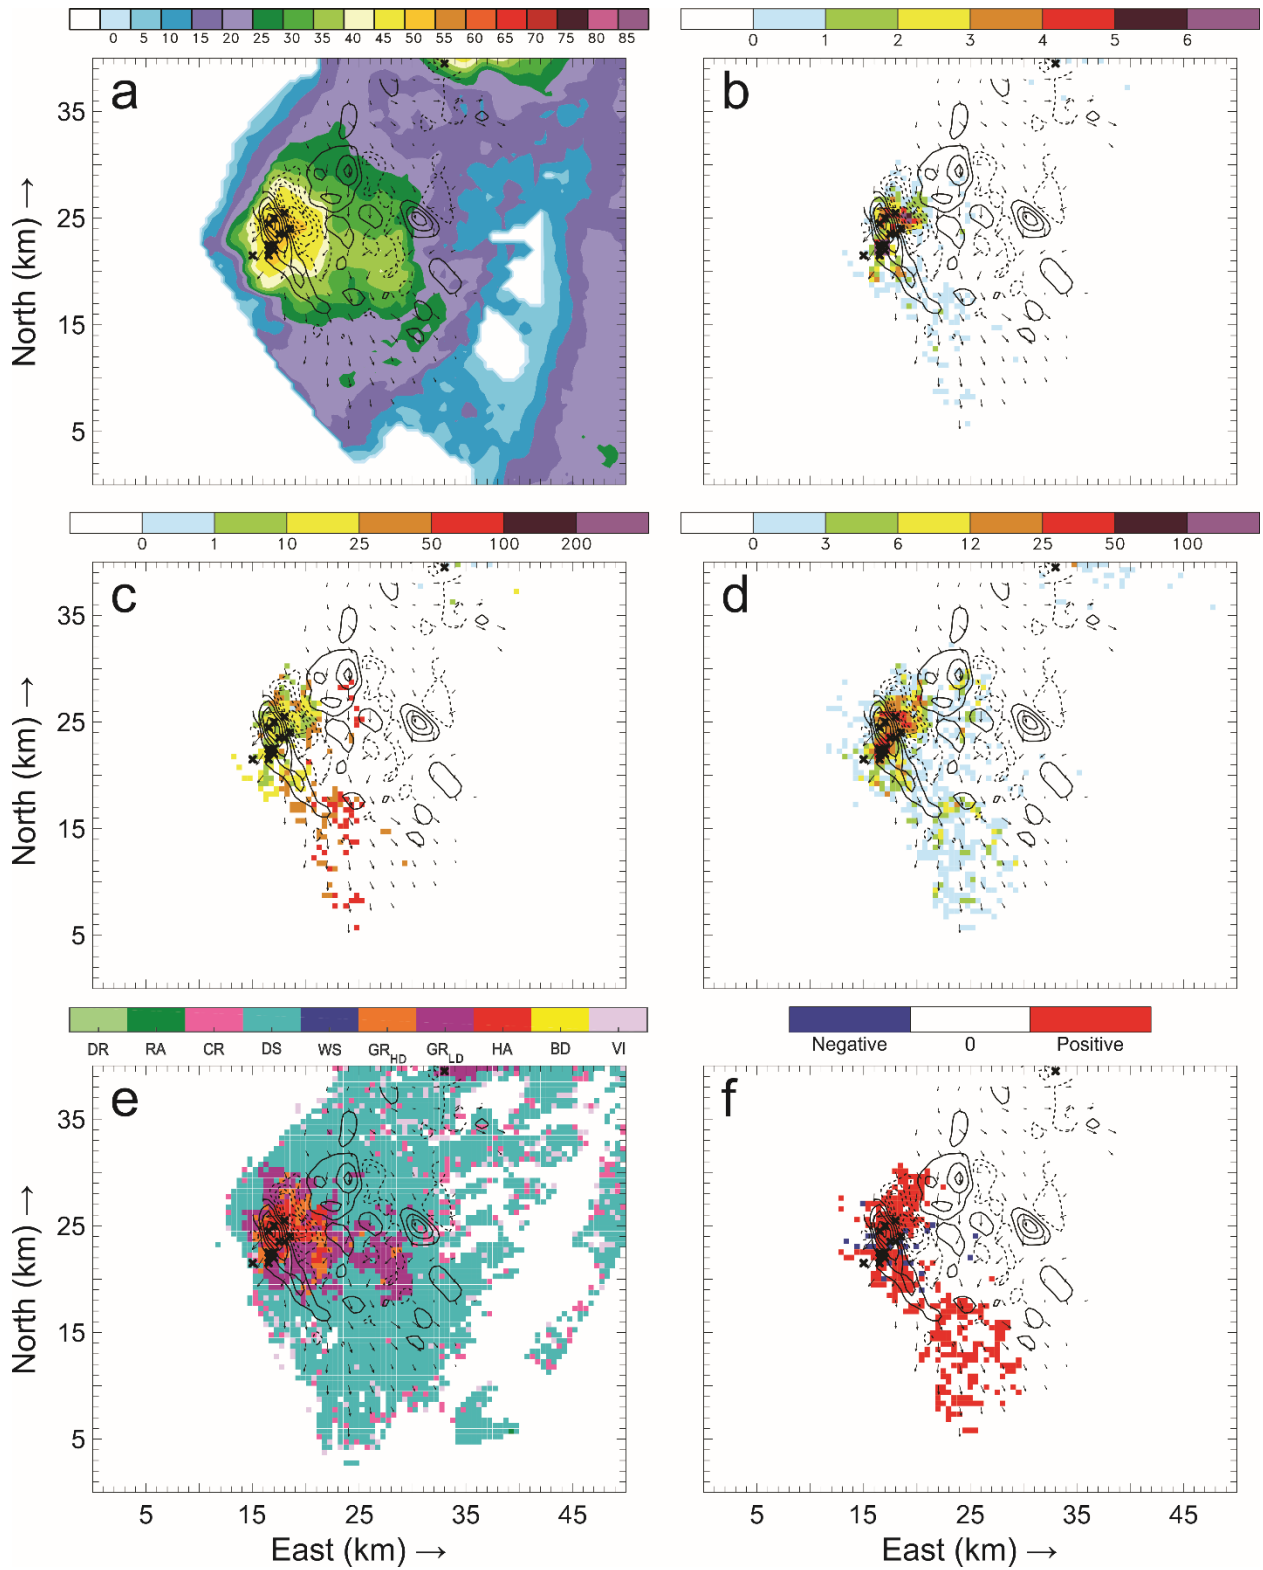 0 5 10 15 20 25 30 35 40 45 50 55 60 65 70 75 80 85
0 1 2 3 4 5 6
a
b
North (km) →
35
25
15
5
0 1 10 25 50 100 200
0 3 6 12 25 50 100
c
d
North (km) →
35
25
15
5
DR RA CR DS WS GR HD GR LD HA BD VI
Negative 0 Positive
e
f
North (km) →
35
25
15
5
5 15 25 35 45
5 15 25 35 45
East (km) →
East (km) →